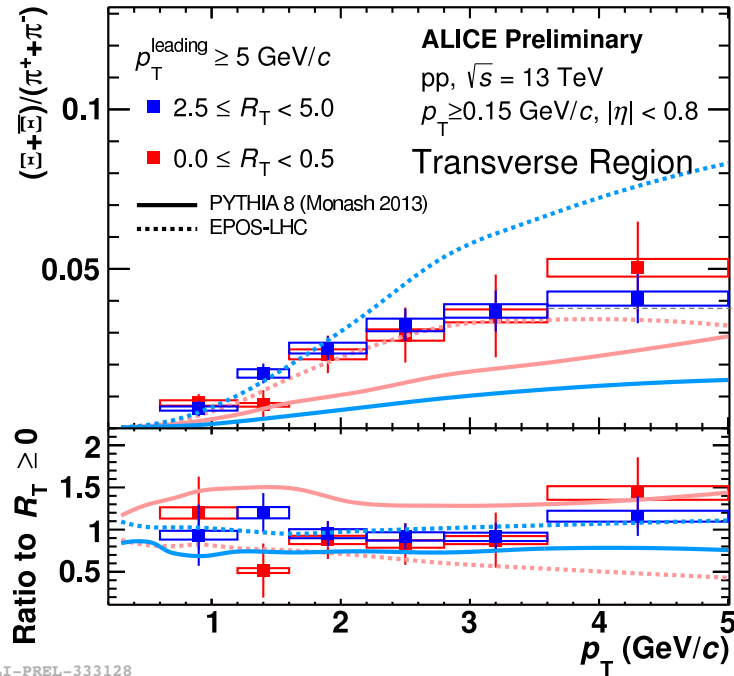 (Ξ+Ξ̅)/(π⁺+π⁻)
0.1
0.05
p_T^leading ≥ 5 GeV/c
2.5 ≤ R_T < 5.0
0.0 ≤ R_T < 0.5
PYTHIA 8 (Monash 2013)
EPOS-LHC
ALICE Preliminary
pp, √s = 13 TeV
p_T≥0.15 GeV/c, |η| < 0.8
Transverse Region
Ratio to R_T ≥ 0
2
1.5
1
0.5
1 2 3 4 5
p_T (GeV/c)
LI-PREL-333128